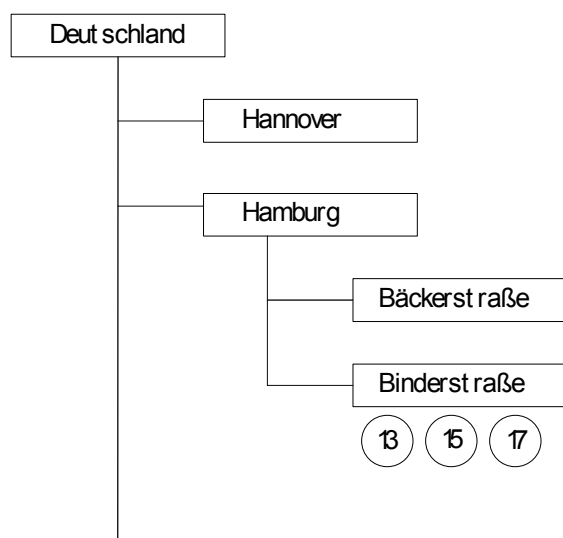 Deutschland
Hannover
Hamburg
Bäckerstraße
Binderstraße
13 15 17